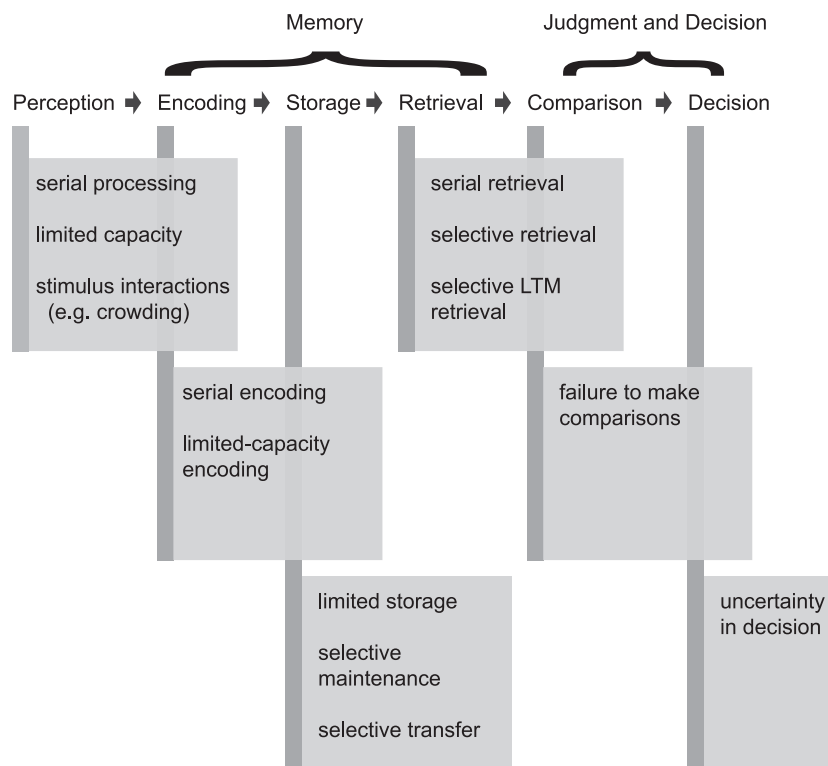 Memory
Judgment and Decision
Perception
Encoding
Storage
Retrieval
Comparison
Decision
serial processing
limited capacity
stimulus interactions
(e.g. crowding)
serial retrieval
selective retrieval
selective LTM
retrieval
serial encoding
limited-capacity
encoding
failure to make
comparisons
limited storage
selective
maintenance
selective transfer
uncertainty
in decision